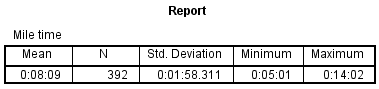 Report
Mile time
Mean N Std. Deviation Minimum Maximum
0:08:09 392 0:01:58.311 0:05:01 0:14:02